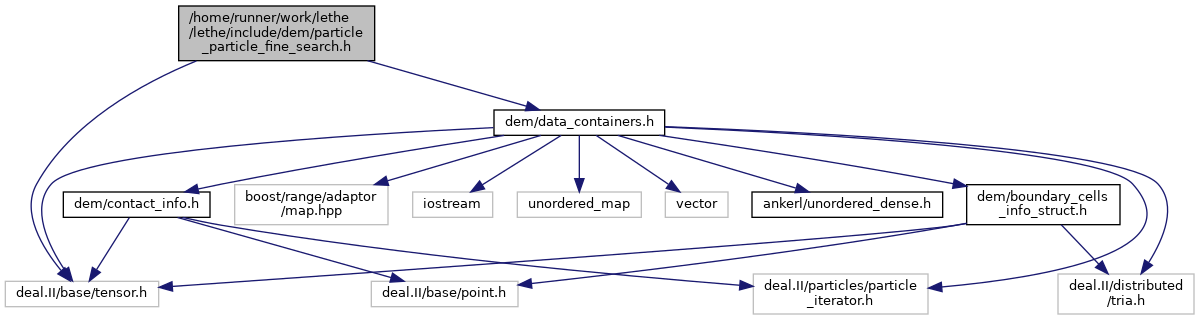 /home/runner/work/lethe
/lethe/include/dem/particle
_particle_fine_search.h
dem/data_containers.h
dem/contact_info.h
boost/range/adaptor
/map.hpp
iostream
unordered_map
vector
ankerl/unordered_dense.h
dem/boundary_cells
_info_struct.h
deal.II/base/tensor.h
deal.II/base/point.h
deal.II/particles/particle
_iterator.h
deal.II/distributed
/tria.h